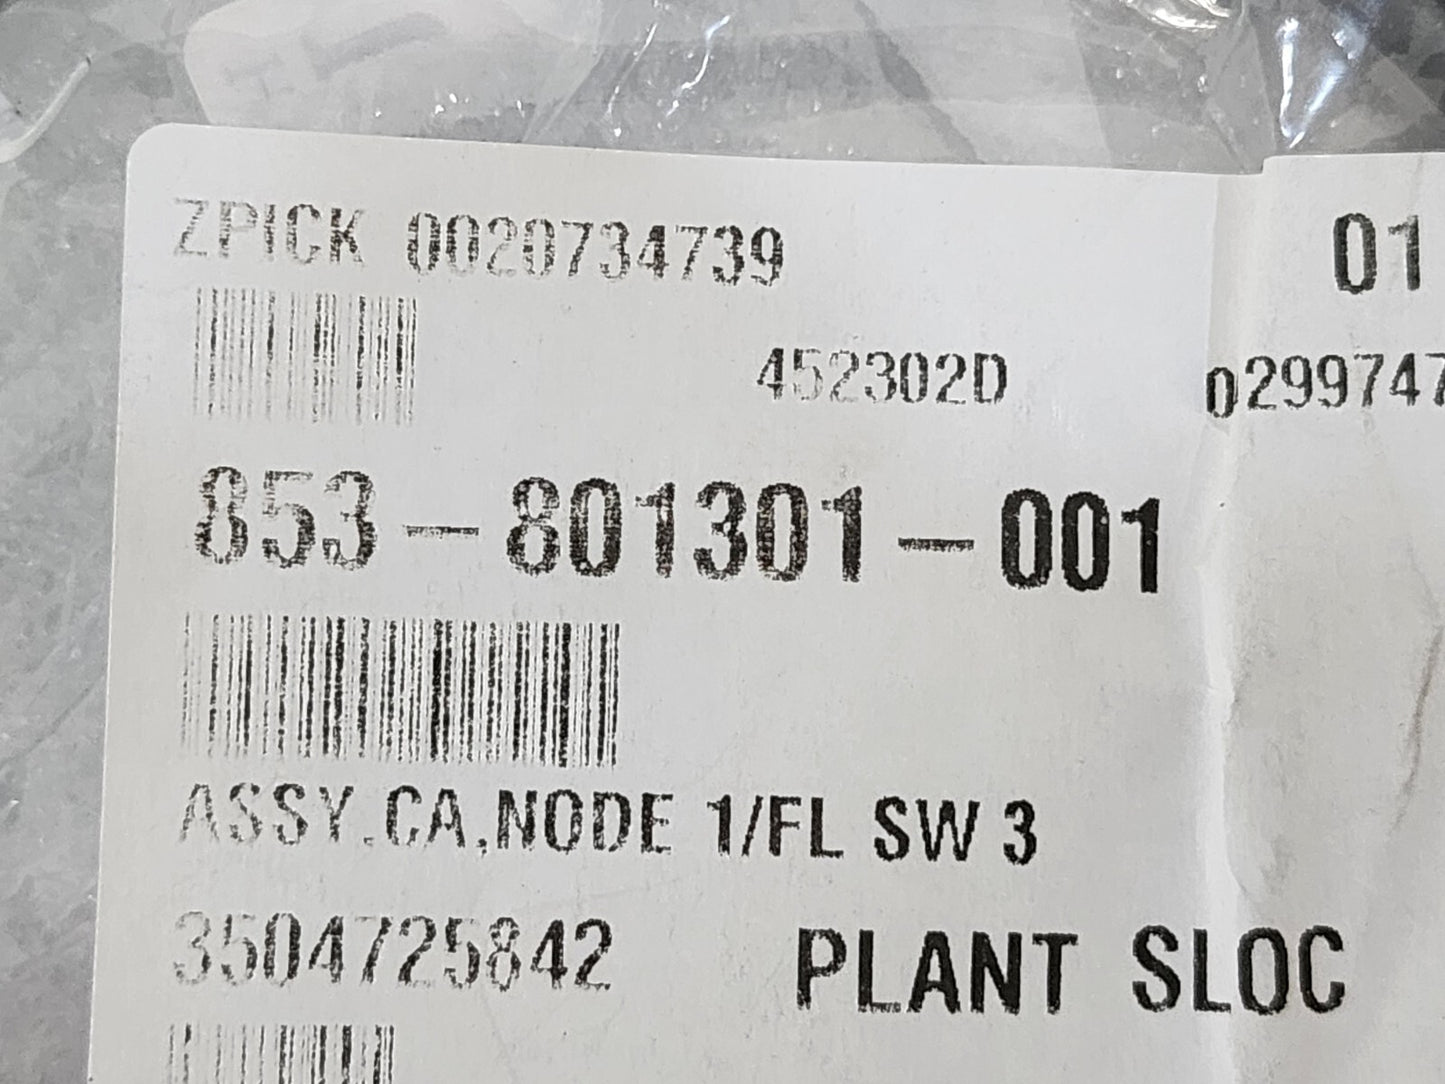 ZPICK 0020734739 01
452302D 0299747
853-801301-001
ASSY,CA,NODE 1/FL SW 3
3504725842 PLANT SLOC